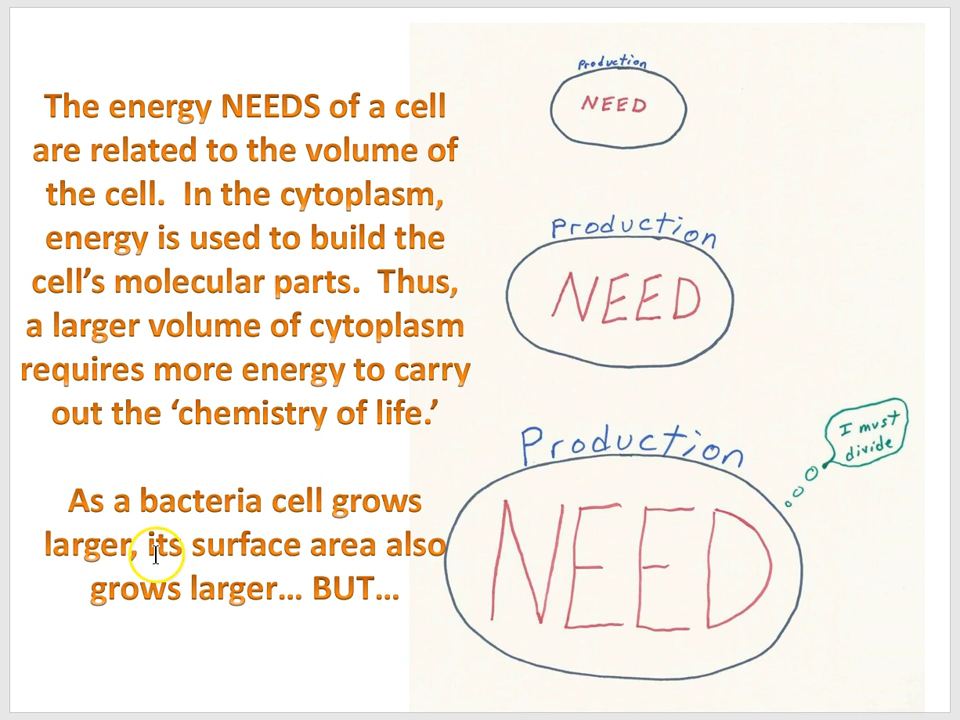 The energy NEEDS of a cell
are related to the volume of
the cell.  In the cytoplasm,
energy is used to build the
cell’s molecular parts.  Thus,
a larger volume of cytoplasm
requires more energy to carry
out the ‘chemistry of life.’
As a bacteria cell grows
larger, its surface area also
grows larger… BUT…
Production
NEED
Production
NEED
Production
NEED
I must
divide